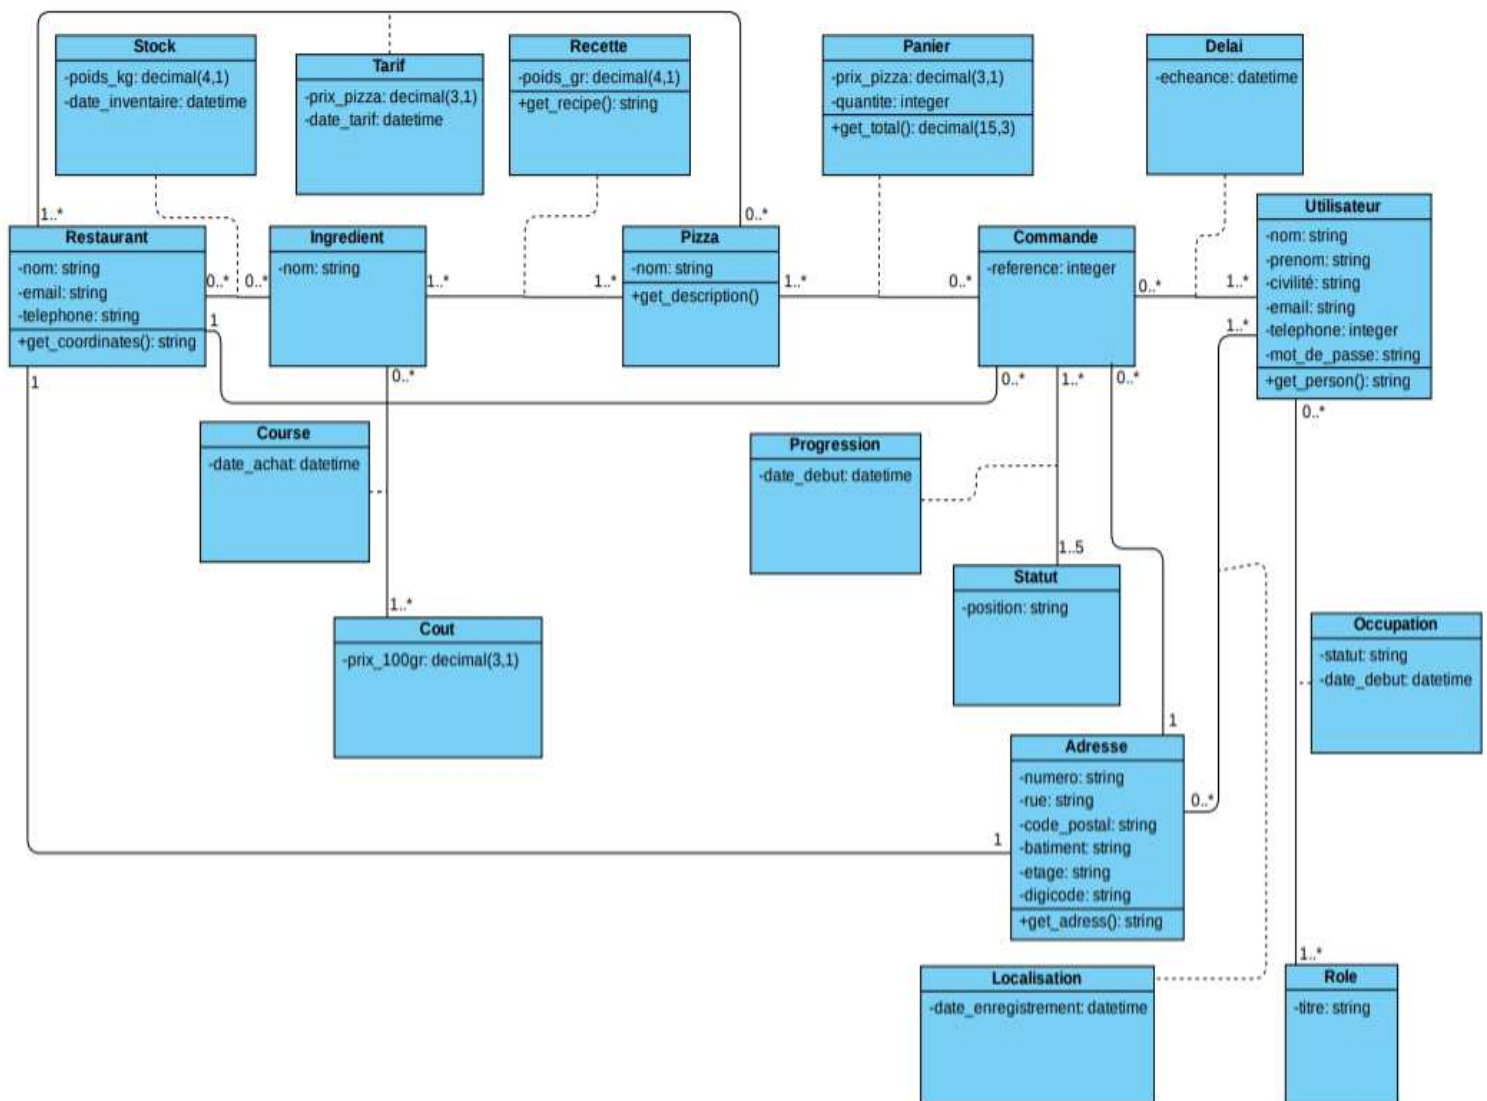 Stock
-poids_kg: decimal(4,1)
-date_inventaire: datetime
Tarif
-prix_pizza: decimal(3,1)
-date_tarif: datetime
Recette
-poids_gr: decimal(4,1)
+get_recipe(): string
Panier
-prix_pizza: decimal(3,1)
-quantite: integer
+get_total(): decimal(15,3)
Delai
-echeance: datetime
1..*
0..*
Restaurant
-nom: string
-email: string
-telephone: string
+get_coordinates(): string
0..*
0..*
1
1
Ingredient
-nom: string
1..*
1..*
0..*
Pizza
-nom: string
+get_description()
1..*
0..*
Commande
-reference: integer
0..*
1..*
0..*
1..*
0..*
Utilisateur
-nom: string
-prenom: string
-civilité: string
-email: string
-telephone: integer
-mot_de_passe: string
+get_person(): string
1..*
0..*
Course
-date_achat: datetime
Progression
-date_debut: datetime
1..5
Statut
-position: string
1..*
Cout
-prix_100gr: decimal(3,1)
Occupation
-statut: string
-date_debut: datetime
1
Adresse
-numero: string
-rue: string
-code_postal: string
-batiment: string
-etage: string
-digicode: string
+get_adress(): string
0..*
1
Localisation
-date_enregistrement: datetime
1..*
Role
-titre: string